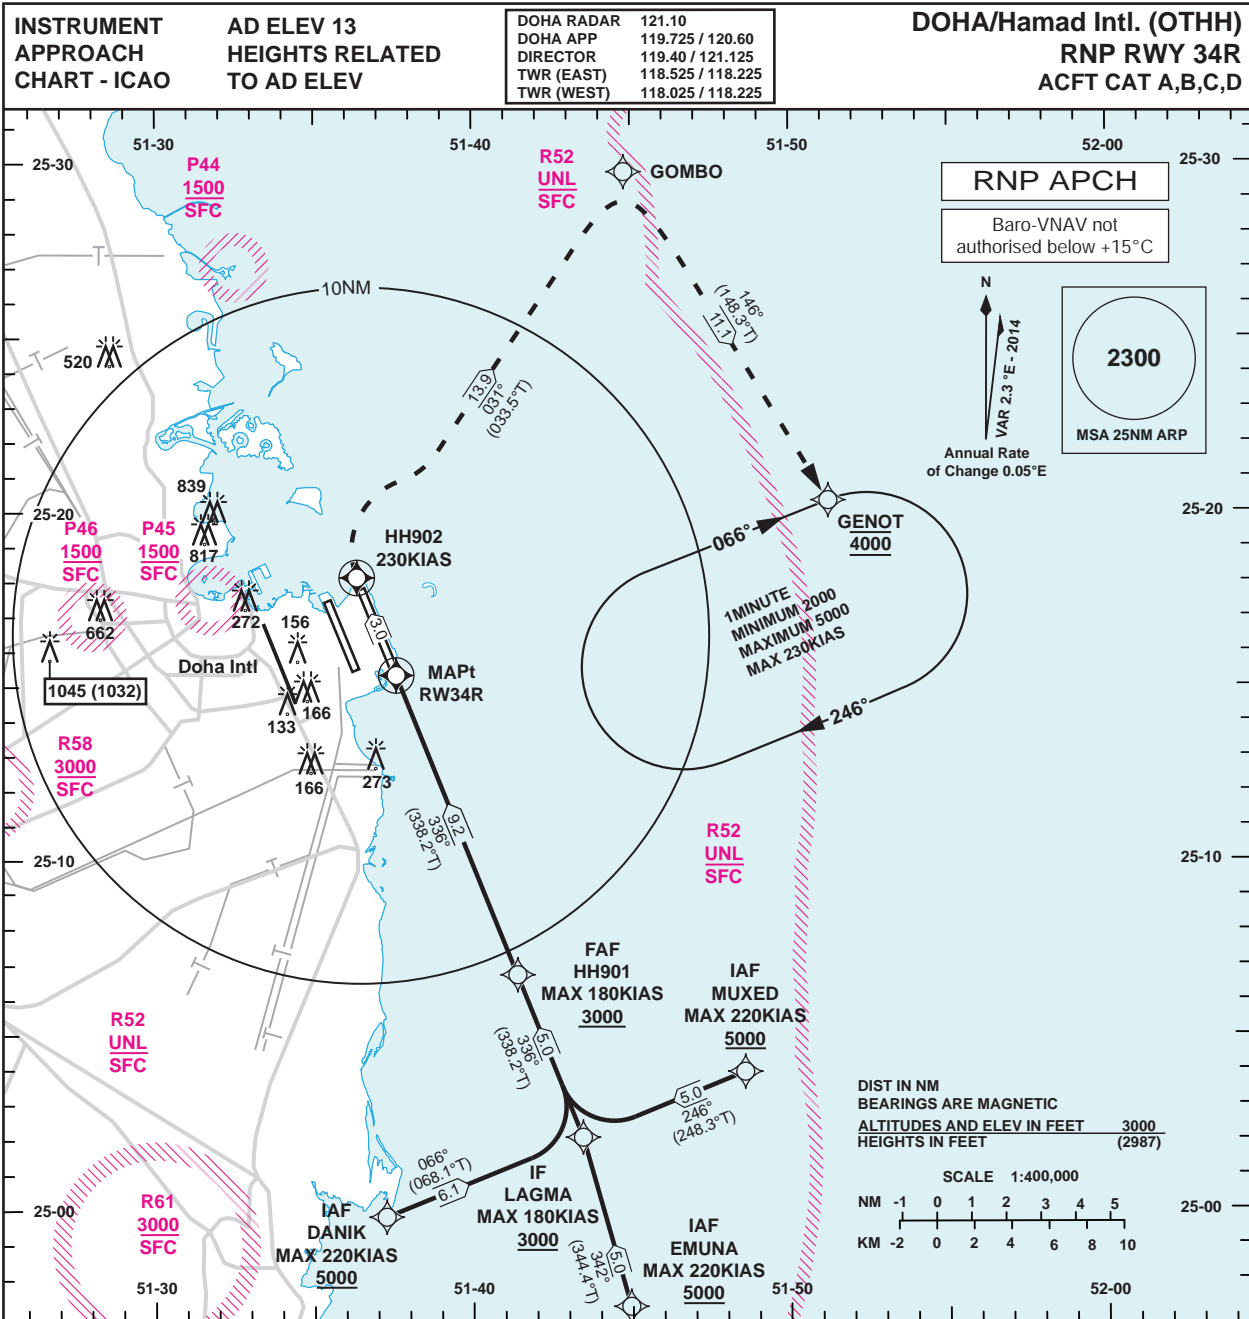 INSTRUMENT
APPROACH
CHART - ICAO
AD ELEV 13
HEIGHTS RELATED
TO AD ELEV
DOHA RADAR 121.10
DOHA APP 119.725 / 120.60
DIRECTOR 119.40 / 121.125
TWR (EAST) 118.525 / 118.225
TWR (WEST) 118.025 / 118.225
DOHA/Hamad Intl. (OTHH)
RNP RWY 34R
ACFT CAT A,B,C,D
51-30
51-40
51-50
52-00
25-30
25-30
P44
1500
SFC
R52
UNL
SFC
GOMBO
RNP APCH
Baro-VNAV not
authorised below +15°C
N
VAR 2.3 °E - 2014
Annual Rate
of Change 0.05°E
2300
MSA 25NM ARP
10NM
146°
(148.3°T)
11.1
520
13.9
031°
(033.5°T)
839
817
25-20
25-20
P46
1500
SFC
P45
1500
SFC
HH902
230KIAS
GENOT
4000
066°
1MINUTE
MINIMUM 2000
MAXIMUM 5000
MAX 230KIAS
246°
662
272
156
3.0
Doha Intl
MAPt
RW34R
1045 (1032)
166
133
166
273
R58
3000
SFC
9.2
336°
(338.2°T)
R52
UNL
SFC
25-10
25-10
FAF
HH901
MAX 180KIAS
3000
IAF
MUXED
MAX 220KIAS
5000
R52
UNL
SFC
5.0
336°
(338.2°T)
5.0
246°
(248.3°T)
DIST IN NM
BEARINGS ARE MAGNETIC
ALTITUDES AND ELEV IN FEET 3000
HEIGHTS IN FEET (2987)
066°
(068.1°T)
6.1
IF
LAGMA
MAX 180KIAS
3000
SCALE 1:400,000
NM -1 0 1 2 3 4 5
KM -2 0 2 4 6 8 10
R61
3000
SFC
25-00
25-00
IAF
DANIK
MAX 220KIAS
5000
IAF
EMUNA
MAX 220KIAS
5000
5.0
342°
(344.4°T)
51-30
51-40
51-50
52-00